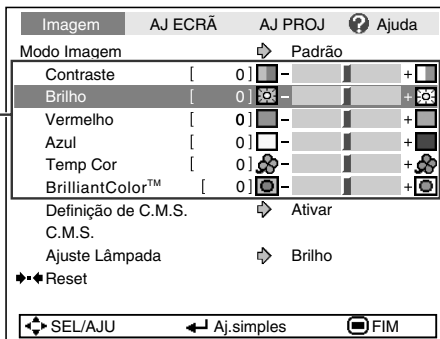 Imagem AJ ECRÃ AJ PROJ ? Ajuda
Modo Imagem Padrão
Contraste [ 0 ] - +
Brilho [ 0 ] - +
Vermelho [ 0 ] - +
Azul [ 0 ] - +
Temp Cor [ 0 ] - +
BrilliantColor™ [ 0 ] - +
Definição de C.M.S. Ativar
C.M.S.
Ajuste Lâmpada Brilho
Reset
SEL/AJU Aj.simples FIM